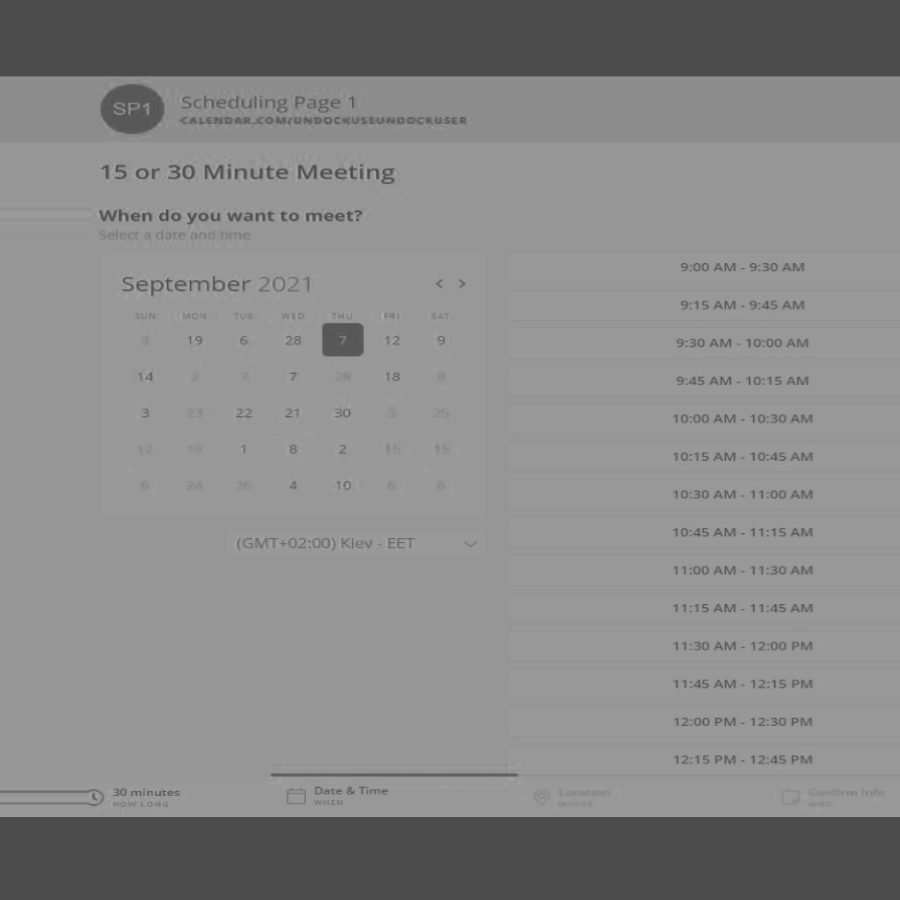 SP1
Scheduling Page 1
CALENDAR.COM/UNDOCKUSEUNDOCKUSER
15 or 30 Minute Meeting
When do you want to meet?
Select a date and time
September 2021 < >
SUN MON TUE WED THU FRI SAT
3 19 6 28 7 12 9
14 2 7 7 28 18 8
3 23 22 21 30 5 25
12 19 1 8 2 15 15
6 24 26 4 10 6 6
(GMT+02:00) Kiev - EET
9:00 AM - 9:30 AM
9:15 AM - 9:45 AM
9:30 AM - 10:00 AM
9:45 AM - 10:15 AM
10:00 AM - 10:30 AM
10:15 AM - 10:45 AM
10:30 AM - 11:00 AM
10:45 AM - 11:15 AM
11:00 AM - 11:30 AM
11:15 AM - 11:45 AM
11:30 AM - 12:00 PM
11:45 AM - 12:15 PM
12:00 PM - 12:30 PM
12:15 PM - 12:45 PM
30 minutes
HOW LONG
Date & Time
WHEN
Location
WHERE
Confirm Info
WHO